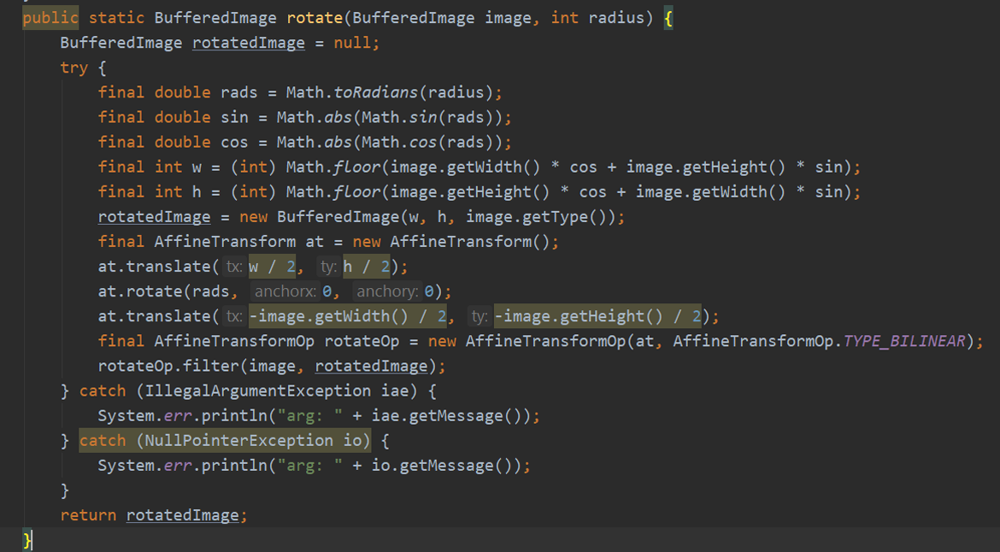 public static BufferedImage rotate(BufferedImage image, int radius) {
    BufferedImage rotatedImage = null;
    try {
        final double rads = Math.toRadians(radius);
        final double sin = Math.abs(Math.sin(rads));
        final double cos = Math.abs(Math.cos(rads));
        final int w = (int) Math.floor(image.getWidth() * cos + image.getHeight() * sin);
        final int h = (int) Math.floor(image.getHeight() * cos + image.getWidth() * sin);
        rotatedImage = new BufferedImage(w, h, image.getType());
        final AffineTransform at = new AffineTransform();
        at.translate( tx: w / 2, ty: h / 2);
        at.rotate(rads, anchorx: 0, anchory: 0);
        at.translate( tx: -image.getWidth() / 2, ty: -image.getHeight() / 2);
        final AffineTransformOp rotateOp = new AffineTransformOp(at, AffineTransformOp.TYPE_BILINEAR);
        rotateOp.filter(image, rotatedImage);
    } catch (IllegalArgumentException iae) {
        System.err.println("arg: " + iae.getMessage());
    } catch (NullPointerException io) {
        System.err.println("arg: " + io.getMessage());
    }
    return rotatedImage;
}